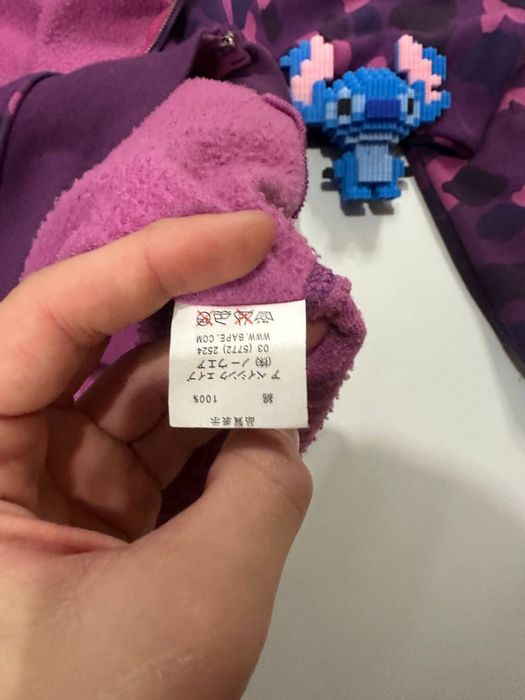 品質表示
綿 100%
ア ベイシング エイプ
(株) ノーウエア
03 (5772) 2524
WWW.BAPE.COM